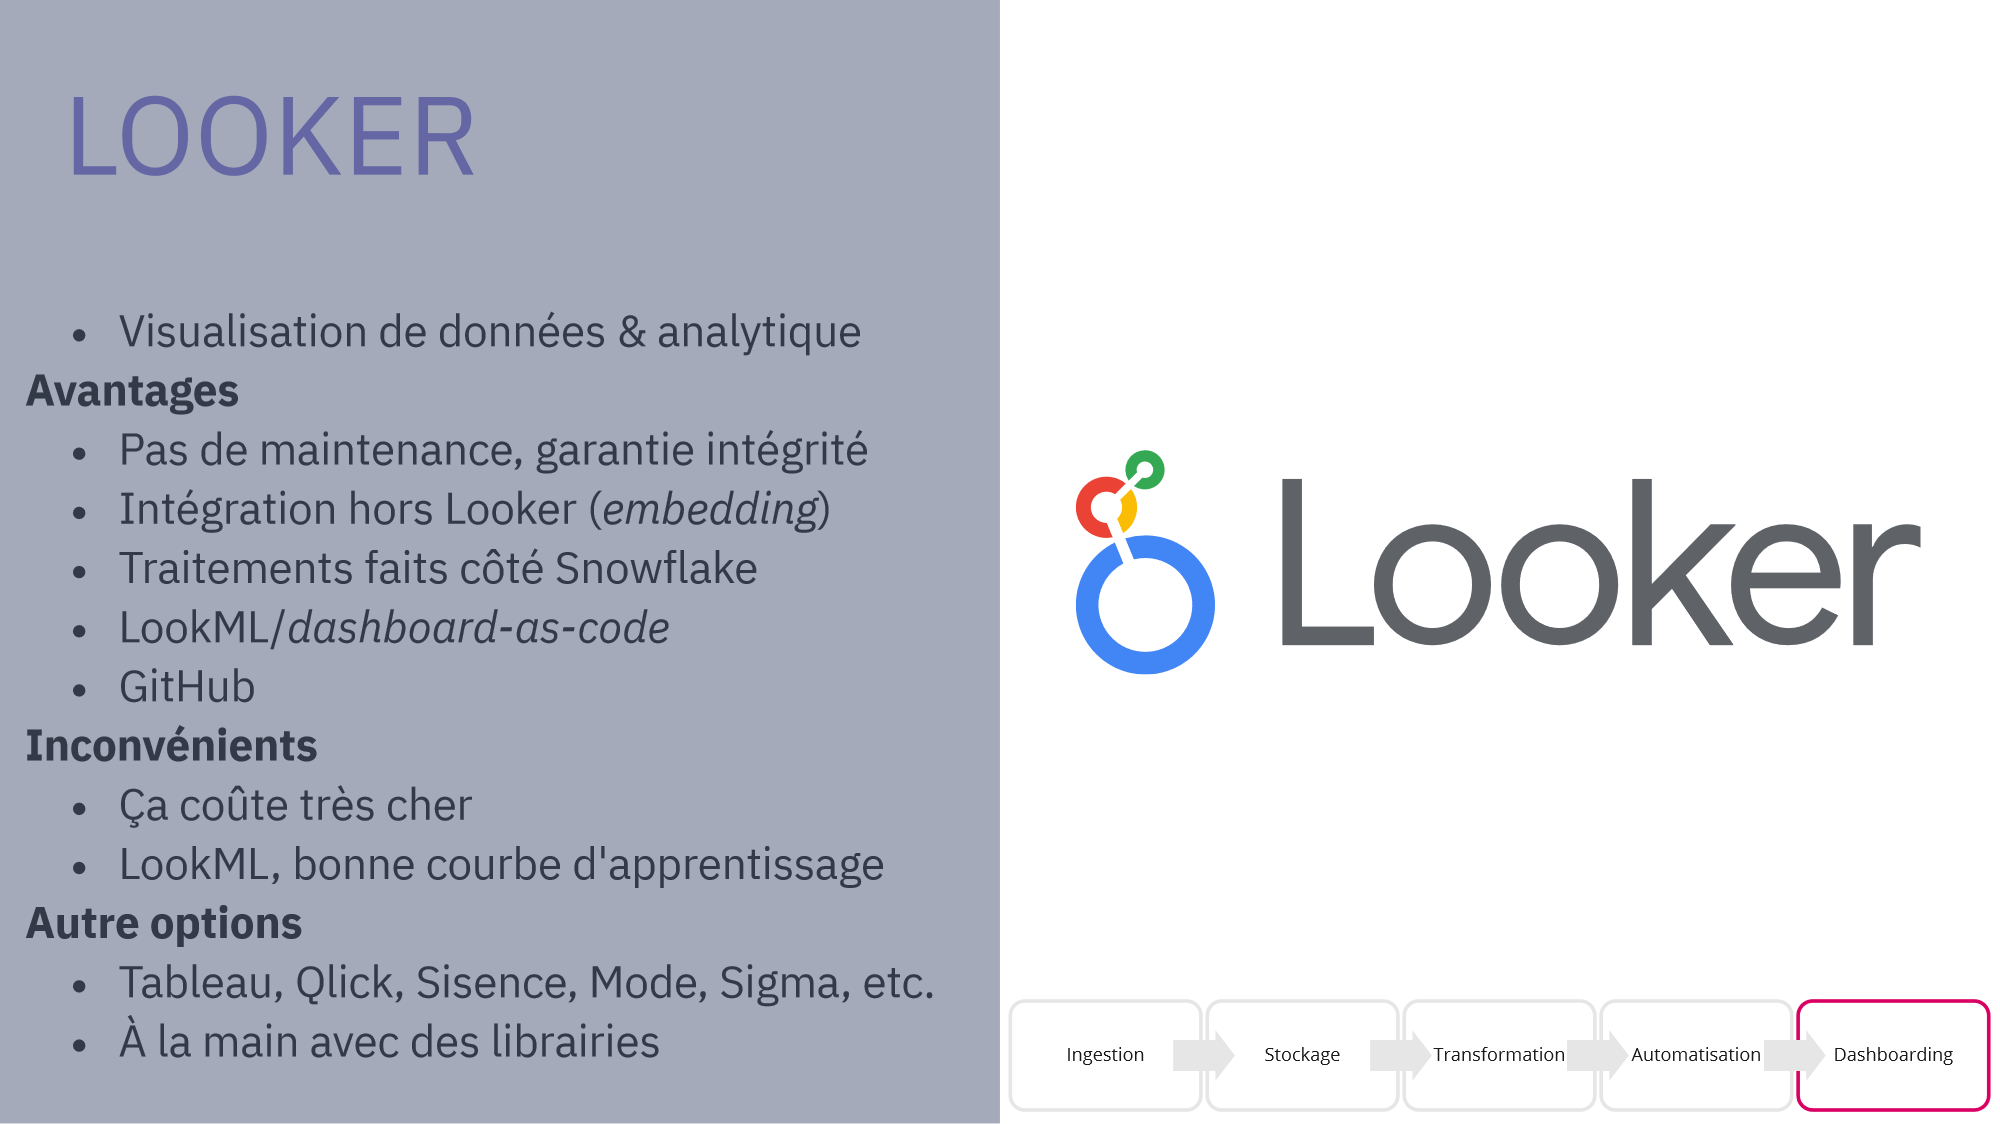 LOOKER
• Visualisation de données & analytique
Avantages
• Pas de maintenance, garantie intégrité
• Intégration hors Looker (embedding)
• Traitements faits côté Snowflake
• LookML/dashboard-as-code
• GitHub
Inconvénients
• Ça coûte très cher
• LookML, bonne courbe d'apprentissage
Autre options
• Tableau, Qlick, Sisence, Mode, Sigma, etc.
• À la main avec des librairies
Looker
Ingestion
Stockage
Transformation
Automatisation
Dashboarding